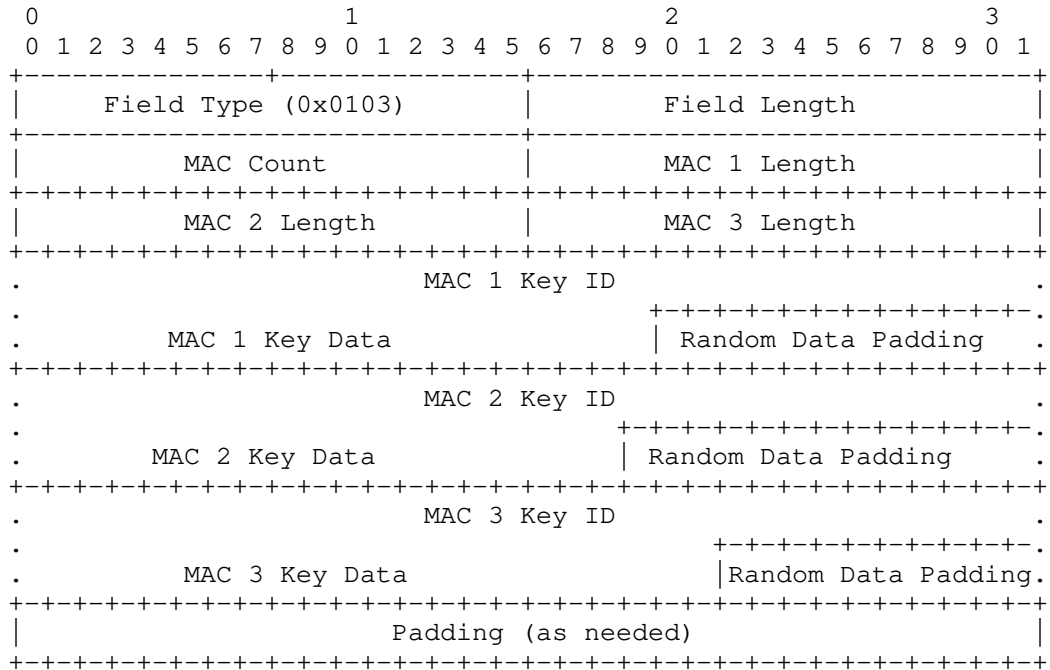 0 1 2 3
0 1 2 3 4 5 6 7 8 9 0 1 2 3 4 5 6 7 8 9 0 1 2 3 4 5 6 7 8 9 0 1
+---------------+---------------+-------------------------------+
| Field Type (0x0103) | Field Length |
+-------------------------------+-------------------------------+
| MAC Count | MAC 1 Length |
+-+-+-+-+-+-+-+-+-+-+-+-+-+-+-+-+-+-+-+-+-+-+-+-+-+-+-+-+-+-+-+-+
| MAC 2 Length | MAC 3 Length |
+-+-+-+-+-+-+-+-+-+-+-+-+-+-+-+-+-+-+-+-+-+-+-+-+-+-+-+-+-+-+-+-+
. MAC 1 Key ID .
. +-+-+-+-+-+-+-+-+-+-+-+-.
. MAC 1 Key Data | Random Data Padding .
+-+-+-+-+-+-+-+-+-+-+-+-+-+-+-+-+-+-+-+-+-+-+-+-+-+-+-+-+-+-+-+-+
. MAC 2 Key ID .
. +-+-+-+-+-+-+-+-+-+-+-+-+-.
. MAC 2 Key Data | Random Data Padding .
+-+-+-+-+-+-+-+-+-+-+-+-+-+-+-+-+-+-+-+-+-+-+-+-+-+-+-+-+-+-+-+-+
. MAC 3 Key ID .
. +-+-+-+-+-+-+-+-+-+-.
. MAC 3 Key Data |Random Data Padding.
+-+-+-+-+-+-+-+-+-+-+-+-+-+-+-+-+-+-+-+-+-+-+-+-+-+-+-+-+-+-+-+-+
| Padding (as needed) |
+-+-+-+-+-+-+-+-+-+-+-+-+-+-+-+-+-+-+-+-+-+-+-+-+-+-+-+-+-+-+-+-+